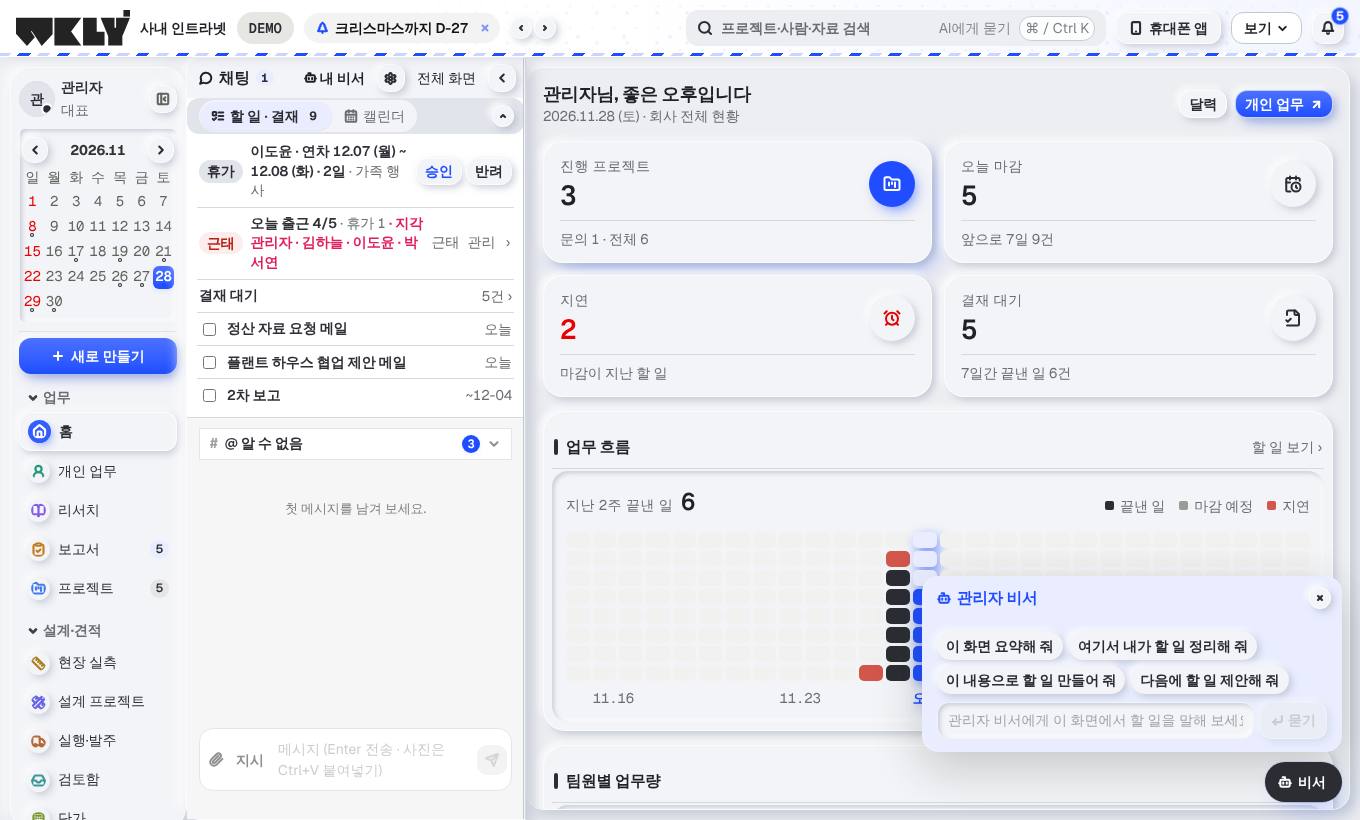 WKLY 사내 인트라넷 DEMO 크리스마스까지 D-27 × ‹ › 프로젝트·사람·자료 검색 AI에게 묻기 ⌘ / Ctrl K 휴대폰 앱 보기 5
관 관리자
대표
2026.11
일 월 화 수 목 금 토
1 2 3 4 5 6 7
8 9 10 11 12 13 14
15 16 17 18 19 20 21
22 23 24 25 26 27 28
29 30
+ 새로 만들기
업무
홈
개인 업무
리서치
보고서 5
프로젝트 5
설계·견적
현장 실측
설계 프로젝트
실행·발주
검토함
단가
채팅 1 내 비서 전체 화면
할 일 · 결재 9 캘린더
휴가 이도윤 · 연차 12.07 (월) ~
12.08 (화) · 2일 · 가족 행
사
승인 반려
근태 오늘 출근 4/5 · 휴가 1 · 지각
관리자 · 김하늘 · 이도윤 · 박
서연
근태 관리 ›
결재 대기 5건 ›
정산 자료 요청 메일 오늘
플랜트 하우스 협업 제안 메일 오늘
2차 보고 ~12-04
# @ 알 수 없음 3
첫 메시지를 남겨 보세요.
지시 메시지 (Enter 전송 · 사진은
Ctrl+V 붙여넣기)
관리자님, 좋은 오후입니다
2026.11.28 (토) · 회사 전체 현황
달력 개인 업무
진행 프로젝트
3
문의 1 · 전체 6
오늘 마감
5
앞으로 7일 9건
지연
2
마감이 지난 할 일
결재 대기
5
7일간 끝낸 일 6건
업무 흐름 할 일 보기 ›
지난 2주 끝낸 일 6 끝낸 일 마감 예정 지연
11.16 11.23
팀원별 업무량
관리자 비서
이 화면 요약해 줘 여기서 내가 할 일 정리해 줘
이 내용으로 할 일 만들어 줘 다음에 할 일 제안해 줘
관리자 비서에게 이 화면에서 할 일을 말해 보세 묻기
비서